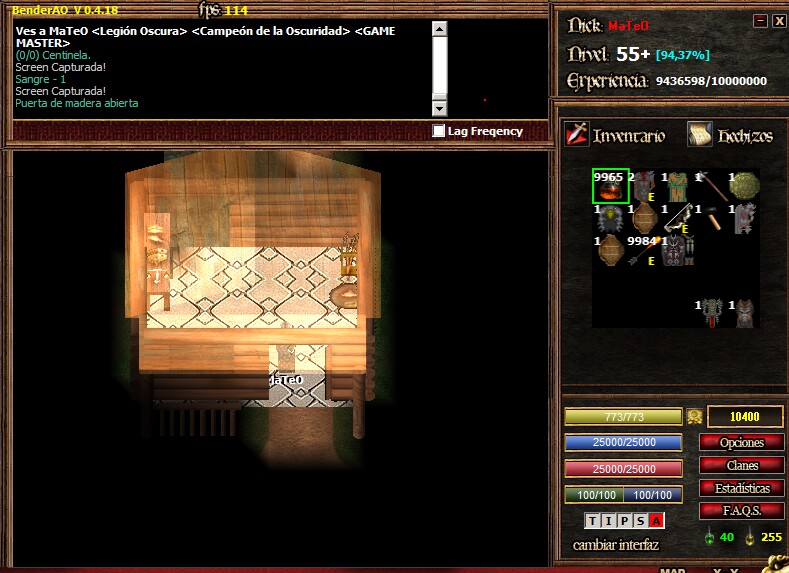 BenderAO V 0.4.18
fps 114
Ves a MaTeO <Legión Oscura> <Campeón de la Oscuridad> <GAME
MASTER>
(0/0) Centinela.
Screen Capturada!
Sangre - 1
Screen Capturada!
Puerta de madera abierta
Lag Freqency
MaTeO
Nick: MaTeO
Nivel: 55+ [94,37%]
Experiencia: 9436598/10000000
- X
Inventario Hechizos
9965 2 1 1 1
E
1 1 1 1 1
E
1 9984 1
E
1 1
773/773 10400
25000/25000 Opciones
25000/25000 Clanes
100/100 100/100 Estadísticas
T I P S A F.A.Q.S.
cambiar interfaz 40 255